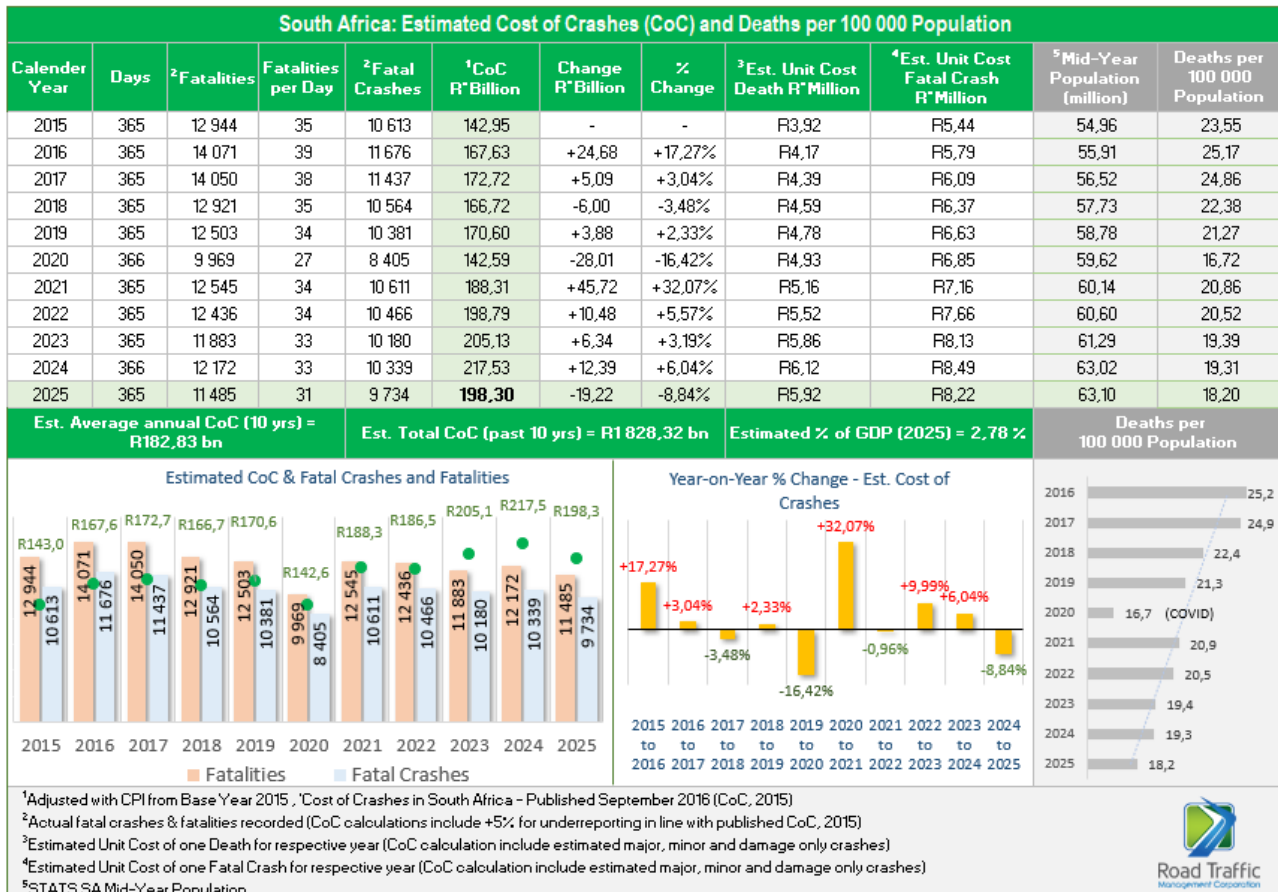 South Africa: Estimated Cost of Crashes (CoC) and Deaths per 100 000 Population
Calender Year | Days | ²Fatalities | Fatalities per Day | ²Fatal Crashes | ¹CoC R'Billion | Change R'Billion | % Change | ³Est. Unit Cost Death R'Million | ⁴Est. Unit Cost Fatal Crash R'Million | ⁵Mid-Year Population (million) | Deaths per 100 000 Population
2015 | 365 | 12 944 | 35 | 10 613 | 142,95 | - | - | R3,92 | R5,44 | 54,96 | 23,55
2016 | 365 | 14 071 | 39 | 11 676 | 167,63 | +24,68 | +17,27% | R4,17 | R5,79 | 55,91 | 25,17
2017 | 365 | 14 050 | 38 | 11 437 | 172,72 | +5,09 | +3,04% | R4,39 | R6,09 | 56,52 | 24,86
2018 | 365 | 12 921 | 35 | 10 564 | 166,72 | -6,00 | -3,48% | R4,59 | R6,37 | 57,73 | 22,38
2019 | 365 | 12 503 | 34 | 10 381 | 170,60 | +3,88 | +2,33% | R4,78 | R6,63 | 58,78 | 21,27
2020 | 366 | 9 969 | 27 | 8 405 | 142,59 | -28,01 | -16,42% | R4,93 | R6,85 | 59,62 | 16,72
2021 | 365 | 12 545 | 34 | 10 611 | 188,31 | +45,72 | +32,07% | R5,16 | R7,16 | 60,14 | 20,86
2022 | 365 | 12 436 | 34 | 10 466 | 198,79 | +10,48 | +5,57% | R5,52 | R7,66 | 60,60 | 20,52
2023 | 365 | 11 883 | 33 | 10 180 | 205,13 | +6,34 | +3,19% | R5,86 | R8,13 | 61,29 | 19,39
2024 | 366 | 12 172 | 33 | 10 339 | 217,53 | +12,39 | +6,04% | R6,12 | R8,49 | 63,02 | 19,31
2025 | 365 | 11 485 | 31 | 9 734 | 198,30 | -19,22 | -8,84% | R5,92 | R8,22 | 63,10 | 18,20
Est. Average annual CoC (10 yrs) = R182,83 bn
Est. Total CoC (past 10 yrs) = R1 828,32 bn
Estimated % of GDP (2025) = 2,78 %
Deaths per
100 000 Population
Estimated CoC & Fatal Crashes and Fatalities
R143,0 R167,6 R172,7 R166,7 R170,6 R142,6 R188,3 R186,5 R205,1 R217,5 R198,3
12 944 10 613 14 071 11 676 14 050 11 437 12 921 10 564 12 503 10 381 9 969 8 405 12 545 10 611 12 436 10 466 11 883 10 180 12 172 10 339 11 485 9 734
2015 2016 2017 2018 2019 2020 2021 2022 2023 2024 2025
Fatalities Fatal Crashes
Year-on-Year % Change - Est. Cost of
Crashes
+17,27% +3,04% -3,48% +2,33% -16,42% +32,07% -0,96% +9,99% +6,04% -8,84%
2015 2016 2017 2018 2019 2020 2021 2022 2023 2024
to to to to to to to to to to
2016 2017 2018 2019 2020 2021 2022 2023 2024 2025
2016 25,2
2017 24,9
2018 22,4
2019 21,3
2020 16,7 (COVID)
2021 20,9
2022 20,5
2023 19,4
2024 19,3
2025 18,2
¹Adjusted with CPI from Base Year 2015 , 'Cost of Crashes in South Africa - Published September 2016 (CoC, 2015)
²Actual fatal crashes & fatalities recorded (CoC calculations include +5% for underreporting in line with published CoC, 2015)
³Estimated Unit Cost of one Death for respective year (CoC calculation include estimated major, minor and damage only crashes)
⁴Estimated Unit Cost of one Fatal Crash for respective year (CoC calculation include estimated major, minor and damage only crashes)
⁵STATS SA Mid-Year Population
Road Traffic
Management Corporation